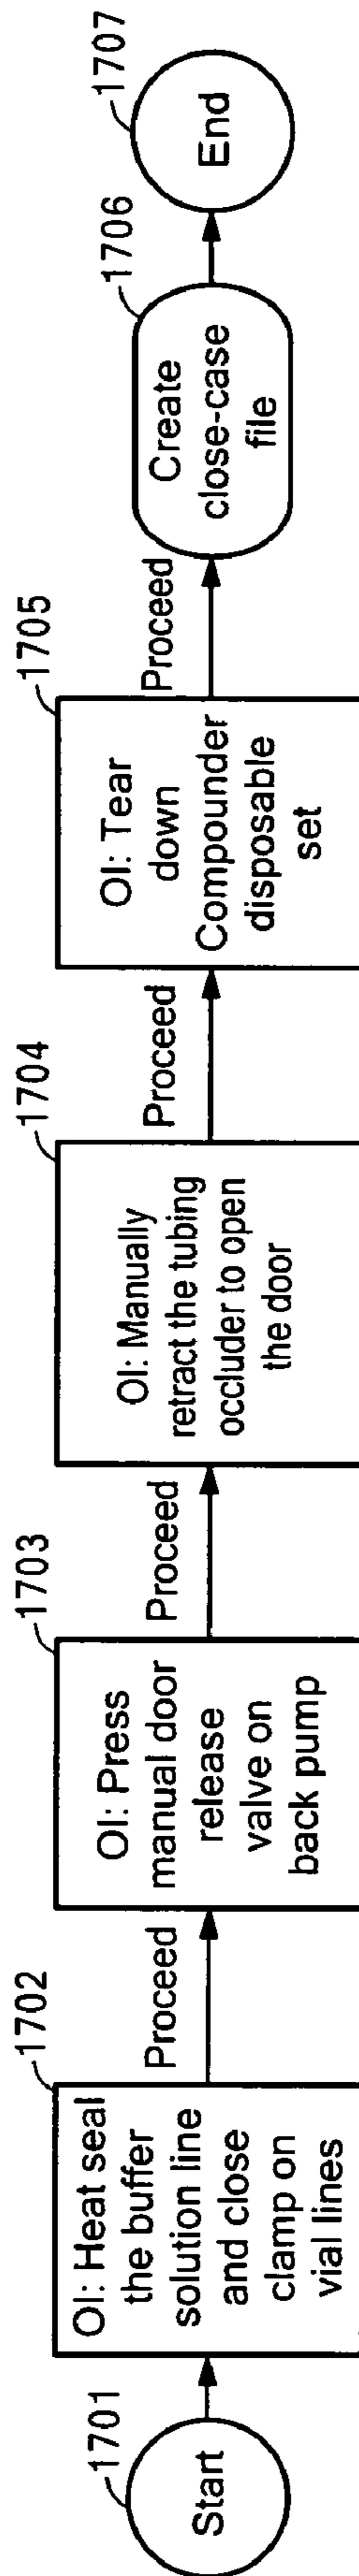 1701
Start
1702
OI: Heat seal
the buffer
solution line
and close
clamp on
vial lines
Proceed
1703
OI: Press
manual door
release
valve on
back pump
Proceed
1704
OI: Manually
retract the tubing
occluder to open
the door
Proceed
1705
OI: Tear
down
Compounder
disposable
set
Proceed
1706
Create
close-case
file
1707
End